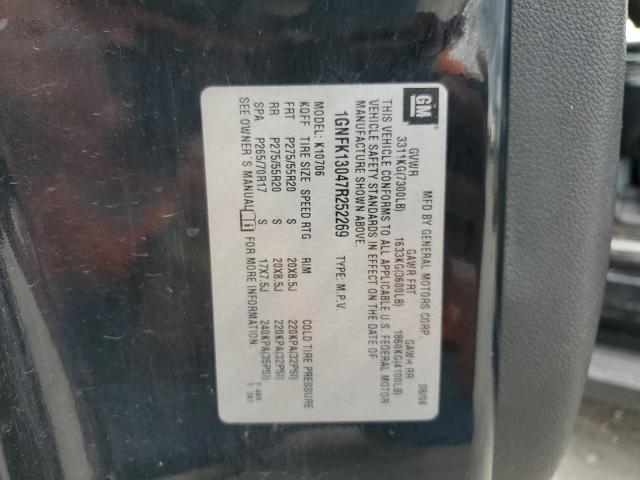 GM
MFD BY GENERAL MOTORS CORP. 08/06
GVWR GAWR FRT GAWR RR
3311KG(7300LB) 1633KG(3600LB) 1860KG(4100LB)
THIS VEHICLE CONFORMS TO ALL APPLICABLE U.S. FEDERAL MOTOR
VEHICLE SAFETY STANDARDS IN EFFECT ON THE DATE OF
MANUFACTURE SHOWN ABOVE.
1GNFK13047R252269 TYPE: M.P.V.
MODEL: K10706
KOFF TIRE SIZE SPEED RTG RIM COLD TIRE PRESSURE
FRT P275/55R20 S 20X8.5J 220KPA(32PSI)
RR P275/55R20 S 20X8.5J 220KPA(32PSI)
SPA P265/70R17 S 17X7.5J 240KPA(35PSI)
SEE OWNER'S MANUAL FOR MORE INFORMATION.